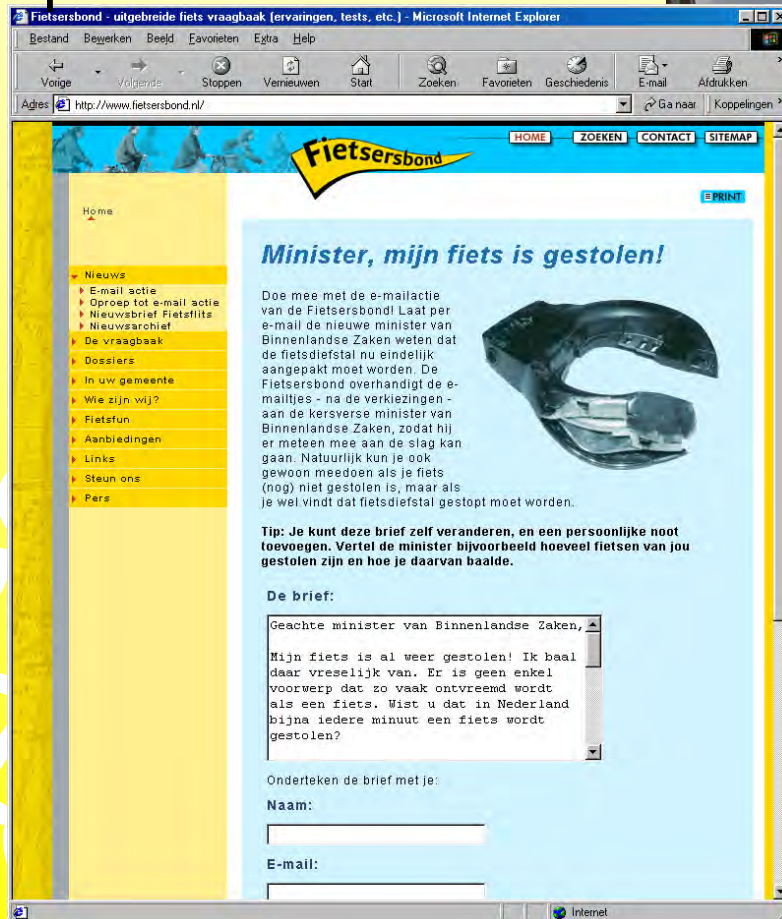 Fietsersbond - uitgebreide fiets vraagbaak (ervaringen, tests, etc.) - Microsoft Internet Explorer
Bestand Bewerken Beeld Favorieten Extra Help
Vorige Volgende Stoppen Vernieuwen Start Zoeken Favorieten Geschiedenis E-mail Afdrukken
Adres http://www.fietsersbond.nl/ Ga naar Koppelingen
Fietsersbond
HOME ZOEKEN CONTACT SITEMAP
PRINT
Home
Nieuws
E-mail actie
Oproep tot e-mail actie
Nieuwsbrief Fietsflits
Nieuwsarchief
De vraagbaak
Dossiers
In uw gemeente
Wie zijn wij?
Fietsfun
Aanbiedingen
Links
Steun ons
Pers
Minister, mijn fiets is gestolen!
Doe mee met de e-mailactie
van de Fietsersbond! Laat per
e-mail de nieuwe minister van
Binnenlandse Zaken weten dat
de fietsdiefstal nu eindelijk
aangepakt moet worden. De
Fietsersbond overhandigt de e-
mailtjes - na de verkiezingen -
aan de kersverse minister van
Binnenlandse Zaken, zodat hij
er meteen mee aan de slag kan
gaan. Natuurlijk kun je ook
gewoon meedoen als je fiets
(nog) niet gestolen is, maar als
je wel vindt dat fietsdiefstal gestopt moet worden.
Tip: Je kunt deze brief zelf veranderen, en een persoonlijke noot
toevoegen. Vertel de minister bijvoorbeeld hoeveel fietsen van jou
gestolen zijn en hoe je daarvan baalde.
De brief:
Geachte minister van Binnenlandse Zaken,
Mijn fiets is al weer gestolen! Ik baal
daar vreselijk van. Er is geen enkel
voorwerp dat zo vaak ontvreemd wordt
als een fiets. Wist u dat in Nederland
bijna iedere minuut een fiets wordt
gestolen?
Onderteken de brief met je:
Naam:
E-mail:
Internet